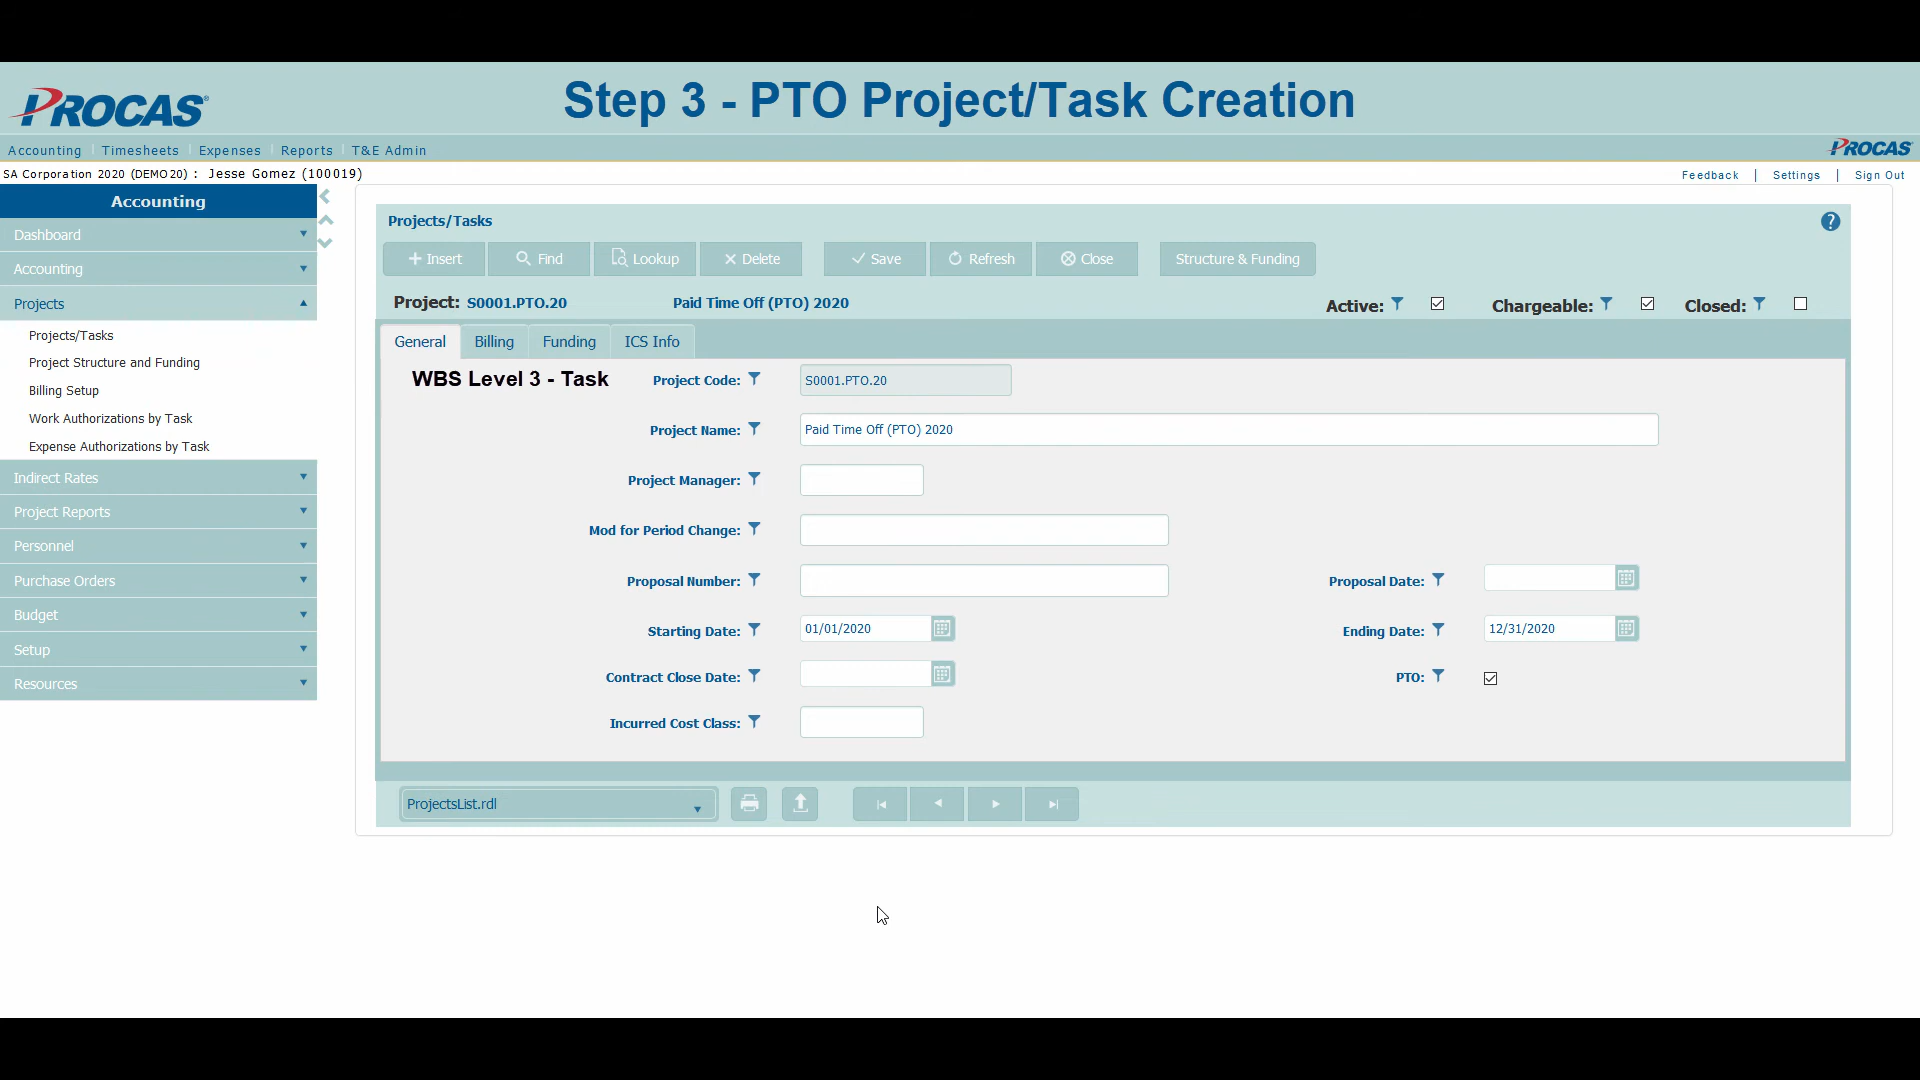 PROCAS
Step 3 - PTO Project/Task Creation
Accounting Timesheets Expenses Reports T&E Admin
PROCAS
SA Corporation 2020 (DEMO20) : Jesse Gomez (100019)
Feedback | Settings | Sign Out
Accounting
Dashboard
Accounting
Projects
Projects/Tasks
Project Structure and Funding
Billing Setup
Work Authorizations by Task
Expense Authorizations by Task
Indirect Rates
Project Reports
Personnel
Purchase Orders
Budget
Setup
Resources
Projects/Tasks
?
Insert Find Lookup Delete Save Refresh Close Structure & Funding
Project: S0001.PTO.20 Paid Time Off (PTO) 2020 Active: Chargeable: Closed:
General Billing Funding ICS Info
WBS Level 3 - Task Project Code: S0001.PTO.20
Project Name: Paid Time Off (PTO) 2020
Project Manager:
Mod for Period Change:
Proposal Number: Proposal Date:
Starting Date: 01/01/2020 Ending Date: 12/31/2020
Contract Close Date: PTO:
Incurred Cost Class:
ProjectsList.rdl